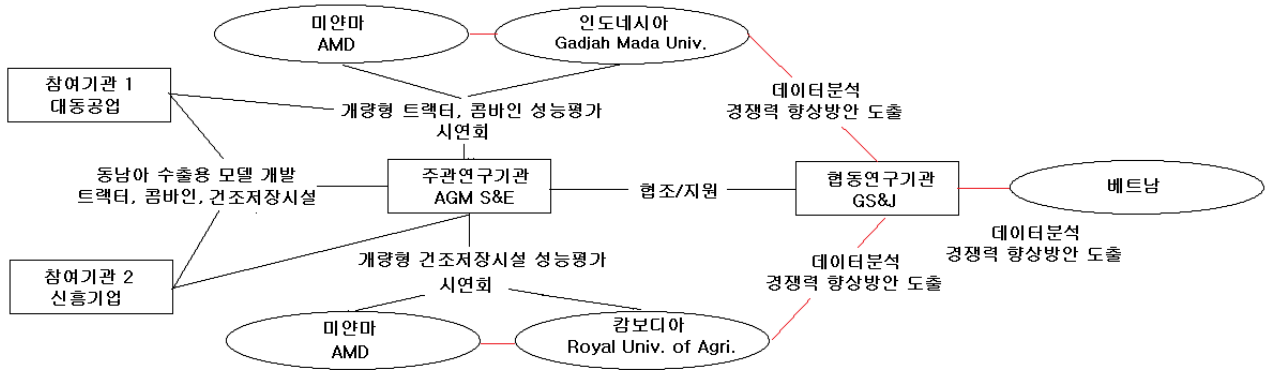 미얀마
AMD
인도네시아
Gadjah Mada Univ.
참여기관 1
대동공업
개량형 트랙터, 콤바인 성능평가
시연회
데이터분석
경쟁력 향상방안 도출
동남아 수출용 모델 개발
트랙터, 콤바인, 건조저장시설
주관연구기관
AGM S&E
협조/지원
협동연구기관
GS&J
베트남
데이터분석
경쟁력 향상방안 도출
참여기관 2
신흥기업
개량형 건조저장시설 성능평가
시연회
데이터분석
경쟁력 향상방안 도출
미얀마
AMD
캄보디아
Royal Univ. of Agri.